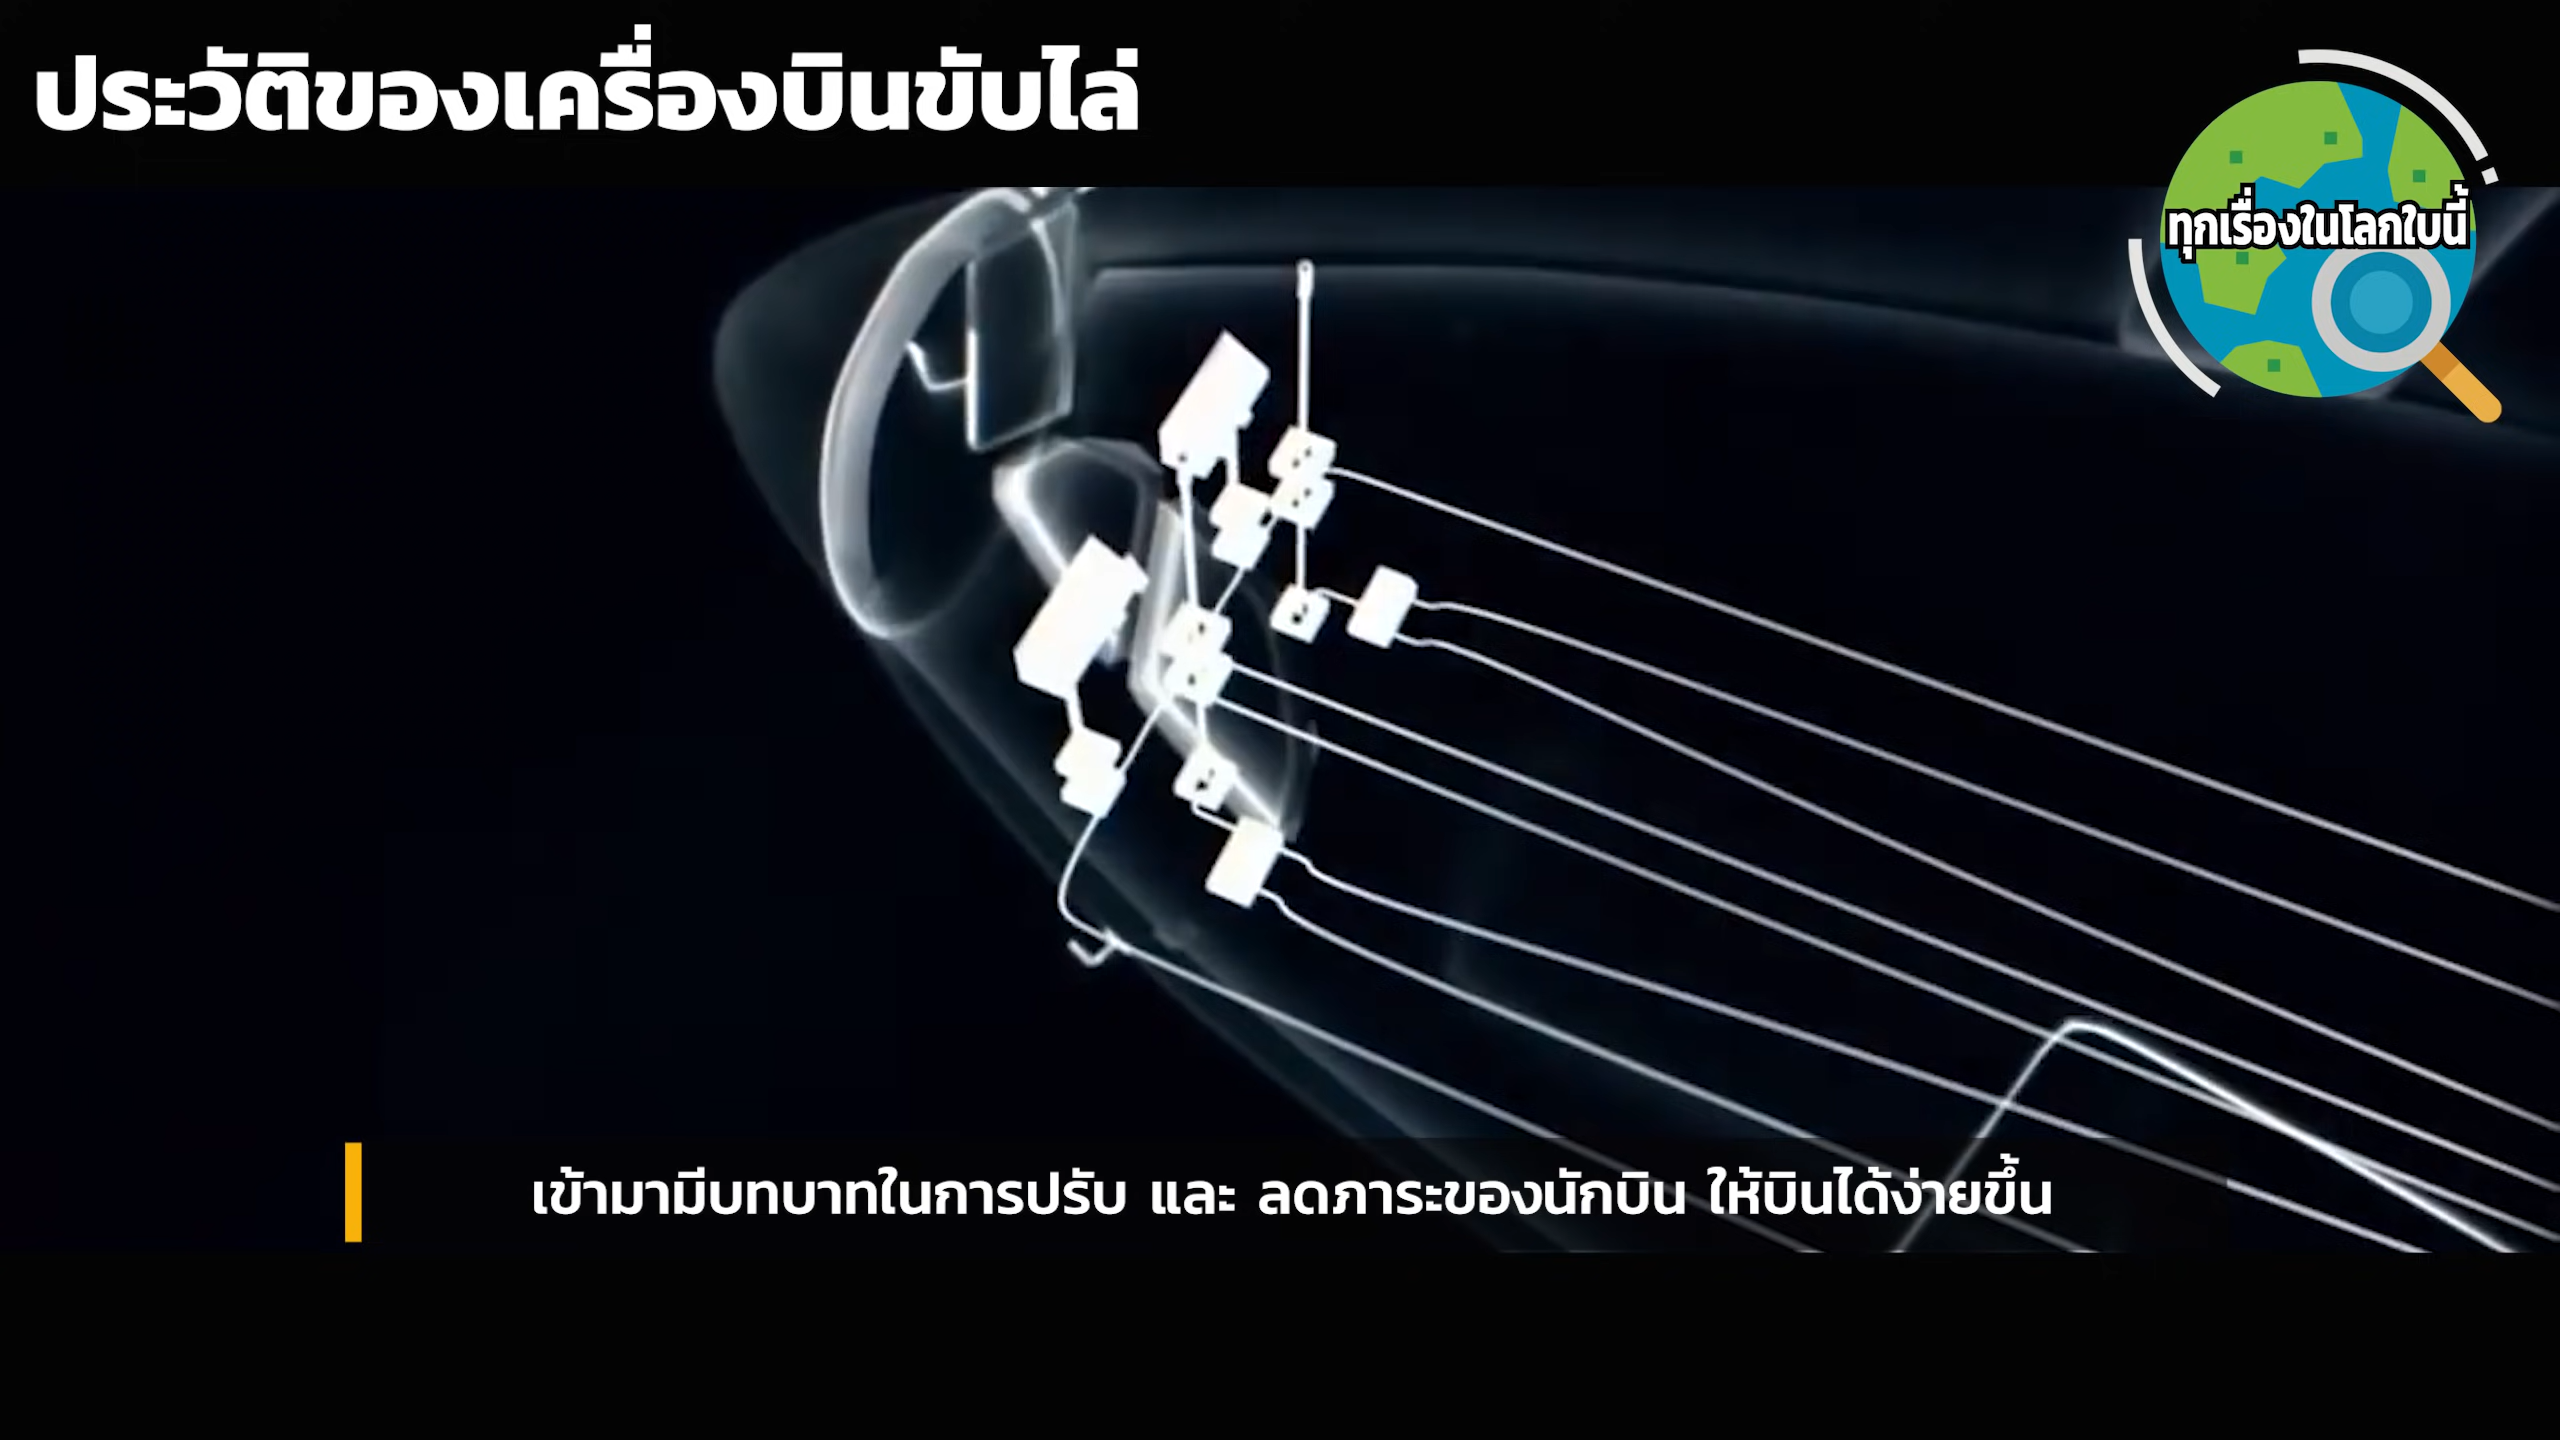 ประวัติของเครื่องบินขับไล่
ทุกเรื่องในโลกใบนี้
เข้ามามีบทบาทในการปรับ และ ลดภาระของนักบิน ให้บินได้ง่ายขึ้น